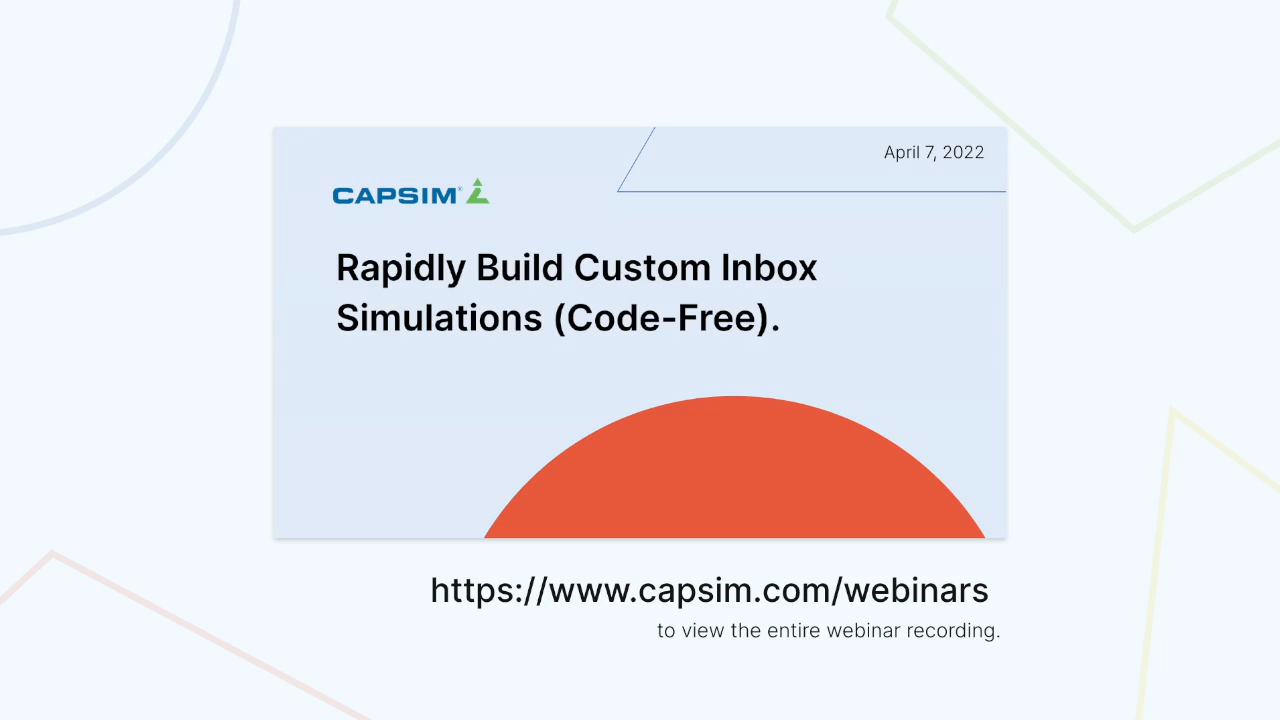 April 7, 2022
CAPSIM®
Rapidly Build Custom Inbox
Simulations (Code-Free).
https://www.capsim.com/webinars
to view the entire webinar recording.